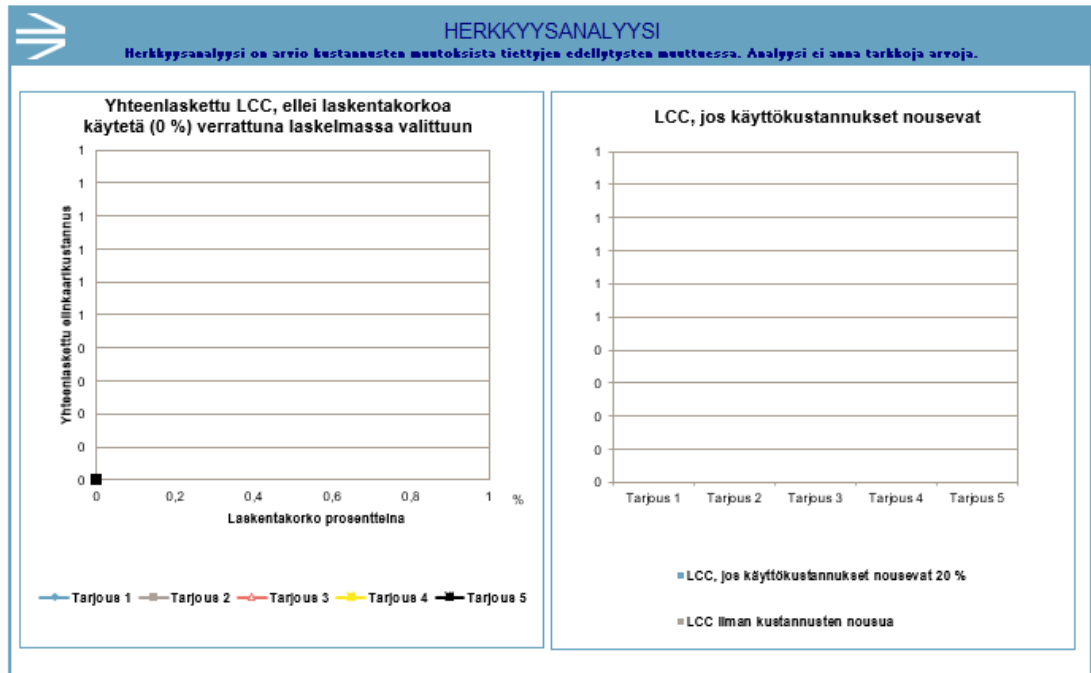 HERKKYYSANALYYSI
Herkkyysanalyysi on arvio kustannusten muutoksista tiettyjen edellytysten muuttuessa. Analyysi ei anna tarkkoja arvoja.
Yhteenlaskettu LCC, ellei laskentakorkoa
käytetä (0 %) verrattuna laskelmassa valittuun
Yhteenlaskettu elinkaarikustannus
1
1
1
1
1
1
0
0
0
0
0
0 0,2 0,4 0,6 0,8 1 %
Laskentakorko prosentteina
Tarjous 1 Tarjous 2 Tarjous 3 Tarjous 4 Tarjous 5
LCC, jos käyttökustannukset nousevat
1
1
1
1
1
1
0
0
0
0
0
Tarjous 1 Tarjous 2 Tarjous 3 Tarjous 4 Tarjous 5
LCC, jos käyttökustannukset nousevat 20 %
LCC ilman kustannusten nousua